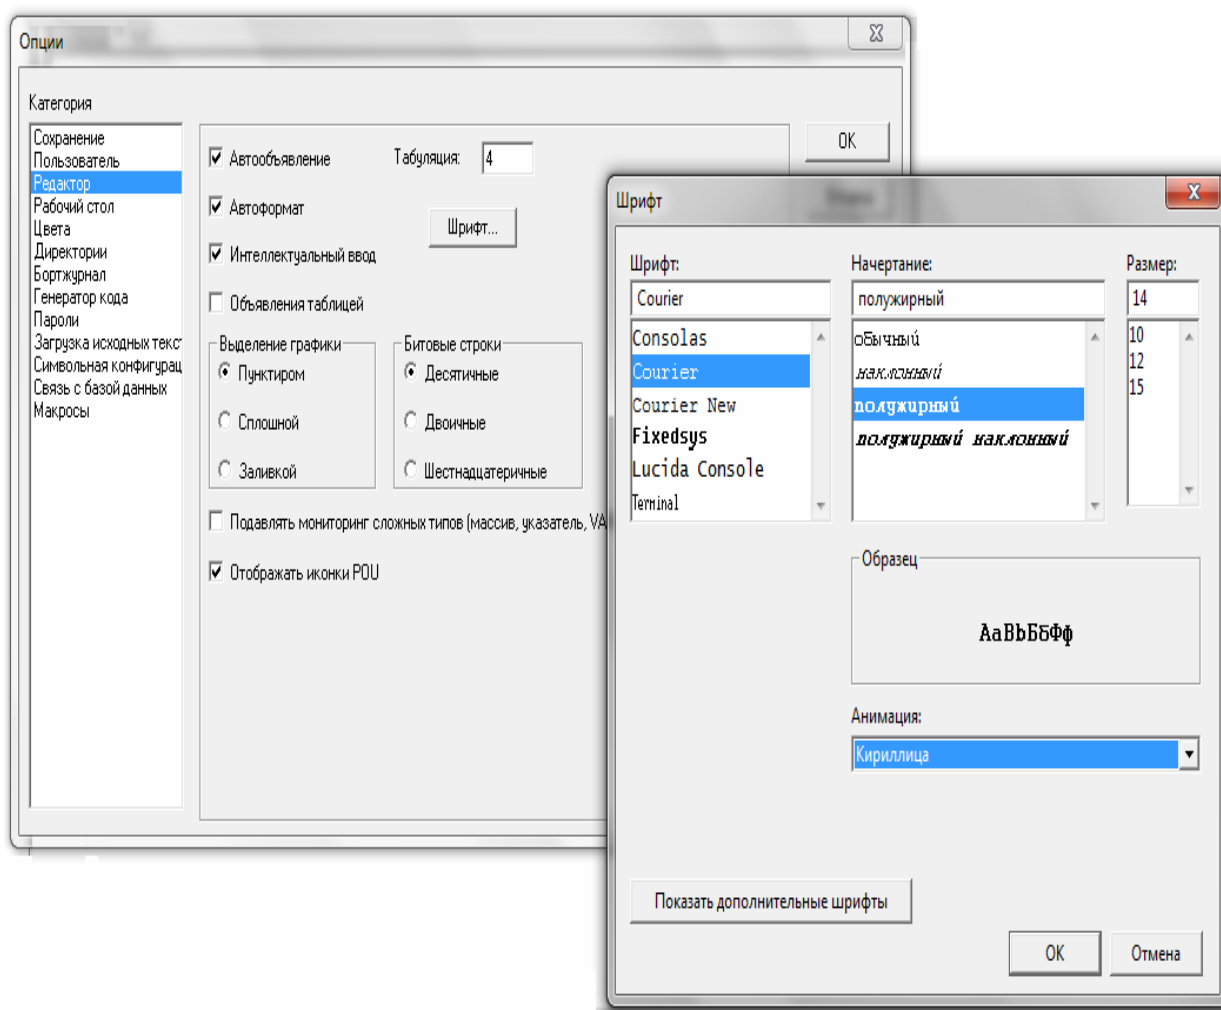 Опции
Категория
Сохранение
Пользователь
Редактор
Рабочий стол
Цвета
Директории
Бортжурнал
Генератор кода
Пароли
Загрузка исходных текст
Символьная конфигурац
Связь с базой данных
Макросы
Автообъявление
Табуляция: 4
Автоформат
Шрифт...
Интеллектуальный ввод
Объявления таблицей
Выделение графики
Пунктиром
Сплошной
Заливкой
Битовые строки
Десятичные
Двоичные
Шестнадцатеричные
Подавлять мониторинг сложных типов (массив, указатель, VA
Отображать иконки POU
OK
Шрифт
Шрифт:
Courier
Consolas
Courier
Courier New
Fixedsys
Lucida Console
Terminal
Начертание:
полужирный
обычный
наклонный
полужирный
полужирный наклонный
Размер:
14
10
12
15
Образец
АаBbБбФф
Анимация:
Кириллица
Показать дополнительные шрифты
OK
Отмена